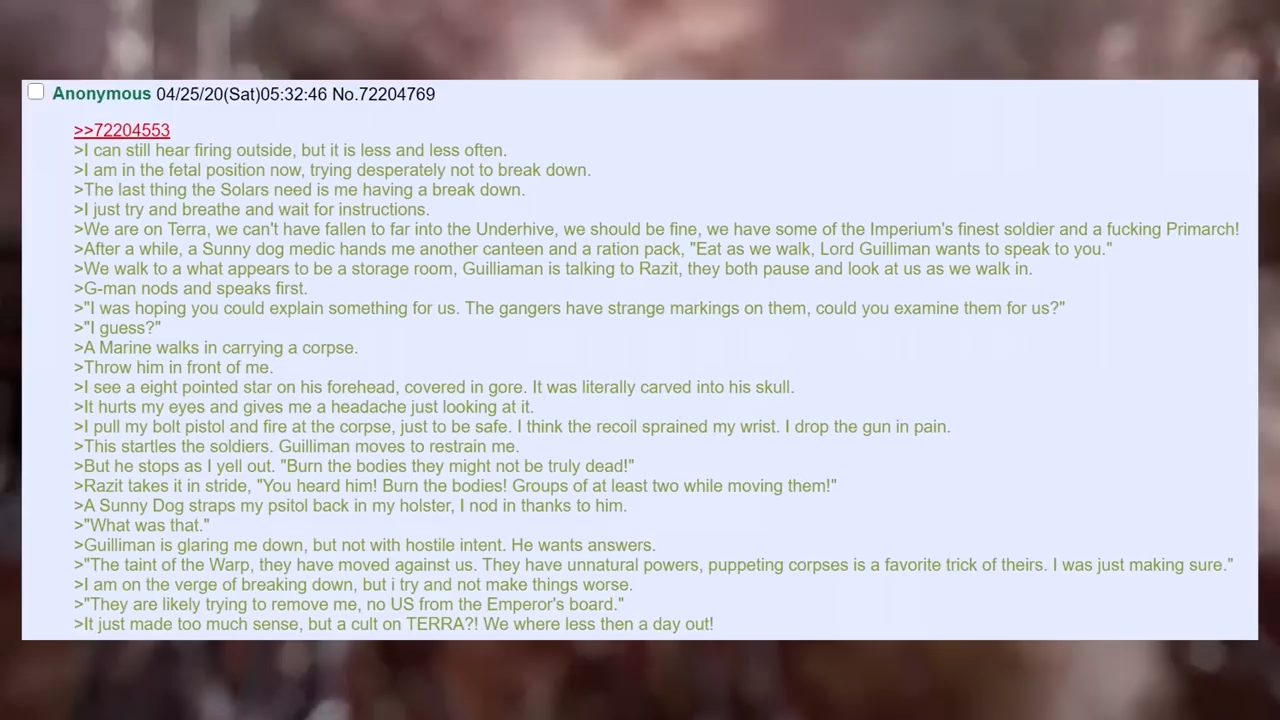 Anonymous 04/25/20(Sat)05:32:46 No.72204769
>>72204553
>I can still hear firing outside, but it is less and less often.
>I am in the fetal position now, trying desperately not to break down.
>The last thing the Solars need is me having a break down.
>I just try and breathe and wait for instructions.
>We are on Terra, we can't have fallen to far into the Underhive, we should be fine, we have some of the Imperium's finest soldier and a fucking Primarch!
>After a while, a Sunny dog medic hands me another canteen and a ration pack, "Eat as we walk, Lord Guilliman wants to speak to you."
>We walk to a what appears to be a storage room, Guilliaman is talking to Razit, they both pause and look at us as we walk in.
>G-man nods and speaks first.
>"I was hoping you could explain something for us. The gangers have strange markings on them, could you examine them for us?"
>"I guess?"
>A Marine walks in carrying a corpse.
>Throw him in front of me.
>I see a eight pointed star on his forehead, covered in gore. It was literally carved into his skull.
>It hurts my eyes and gives me a headache just looking at it.
>I pull my bolt pistol and fire at the corpse, just to be safe. I think the recoil sprained my wrist. I drop the gun in pain.
>This startles the soldiers. Guilliman moves to restrain me.
>But he stops as I yell out. "Burn the bodies they might not be truly dead!"
>Razit takes it in stride, "You heard him! Burn the bodies! Groups of at least two while moving them!"
>A Sunny Dog straps my psitol back in my holster, I nod in thanks to him.
>"What was that."
>Guilliman is glaring me down, but not with hostile intent. He wants answers.
>"The taint of the Warp, they have moved against us. They have unnatural powers, puppeting corpses is a favorite trick of theirs. I was just making sure."
>I am on the verge of breaking down, but i try and not make things worse.
>"They are likely trying to remove me, no US from the Emperor's board."
>It just made too much sense, but a cult on TERRA?! We where less then a day out!